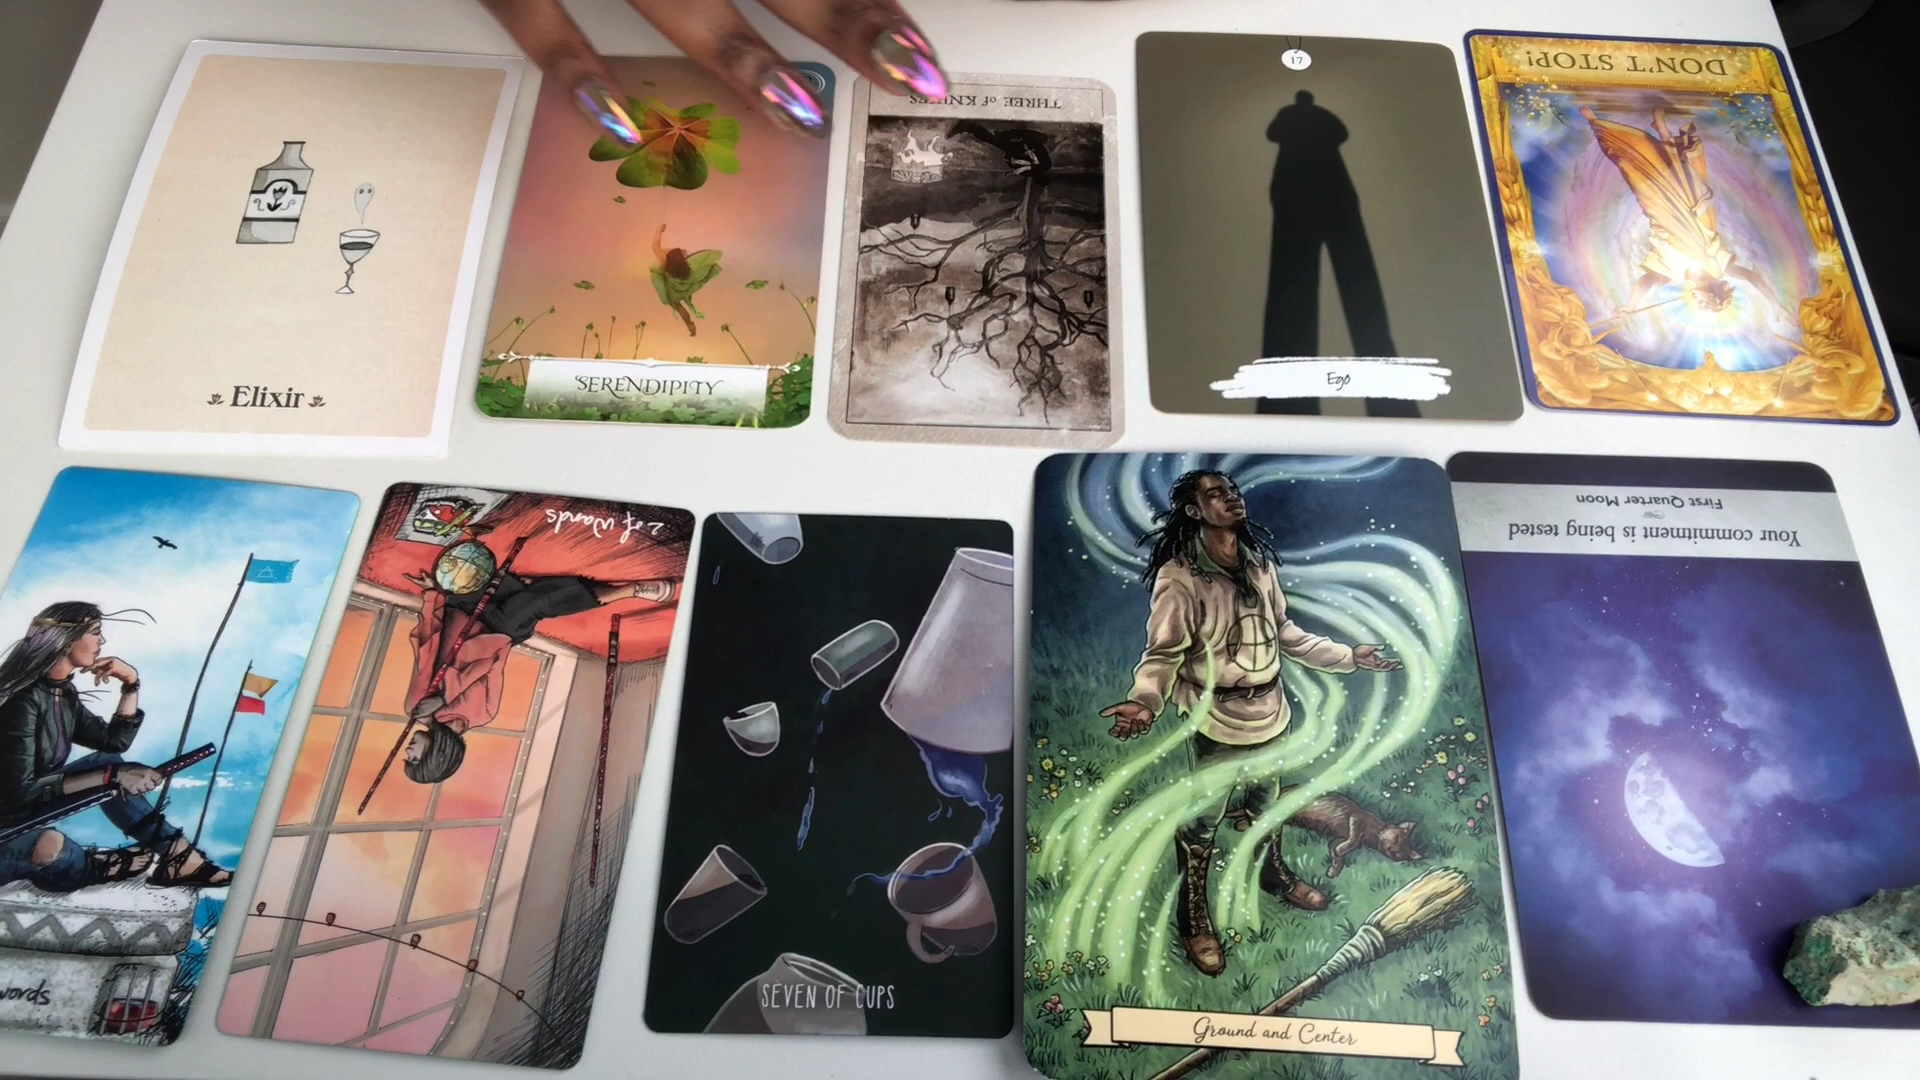 Elixir
SERENDIPITY
THREE of KNIVES
17
Ego
DON'T STOP!
2 of wands
SEVEN OF CUPS
Ground and Center
Your commitment is being tested
First Quarter Moon